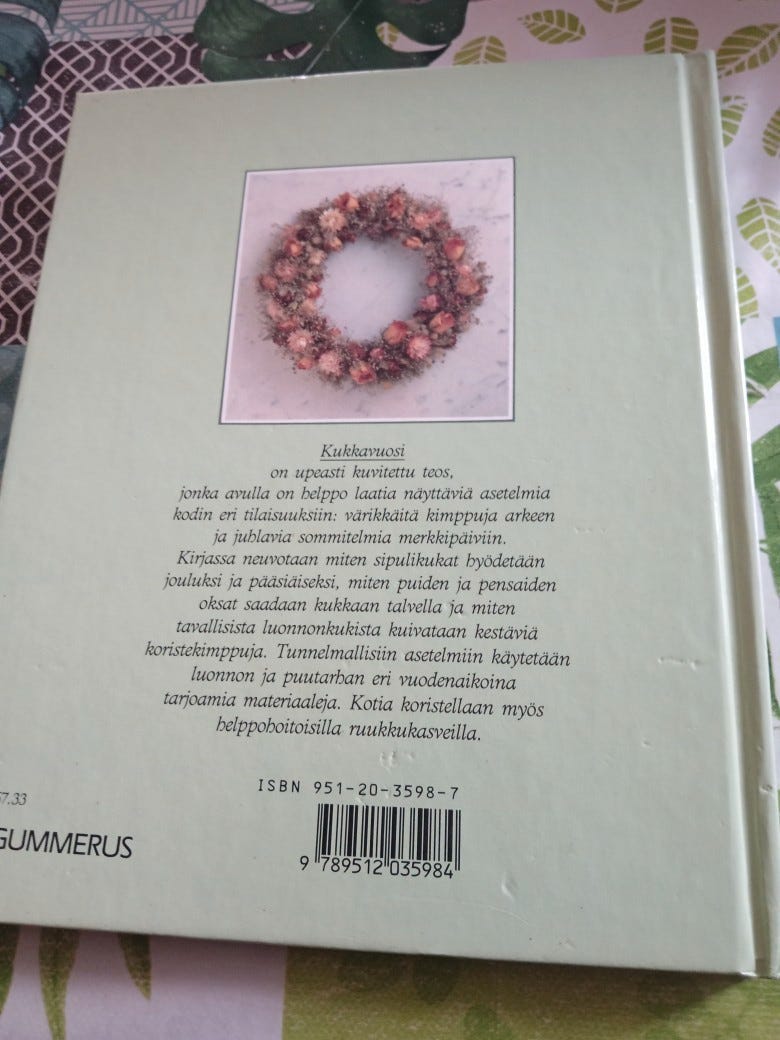 Kukkavuosi
on upeasti kuvitettu teos,
jonka avulla on helppo laatia näyttäviä asetelmia
kodin eri tilaisuuksiin: värikkäitä kimppuja arkeen
ja juhlavia sommitelmia merkkipäiviin.
Kirjassa neuvotaan miten sipulikukat hyödetään
jouluksi ja pääsiäiseksi, miten puiden ja pensaiden
oksat saadaan kukkaan talvella ja miten
tavallisista luonnonkukista kuivataan kestäviä
koristekimppuja. Tunnelmallisiin asetelmiin käytetään
luonnon ja puutarhan eri vuodenaikoina
tarjoamia materiaaleja. Kotia koristellaan myös
helppohoitoisilla ruukkukasveilla.
ISBN 951-20-3598-7
9 789512 035984
7.33
GUMMERUS